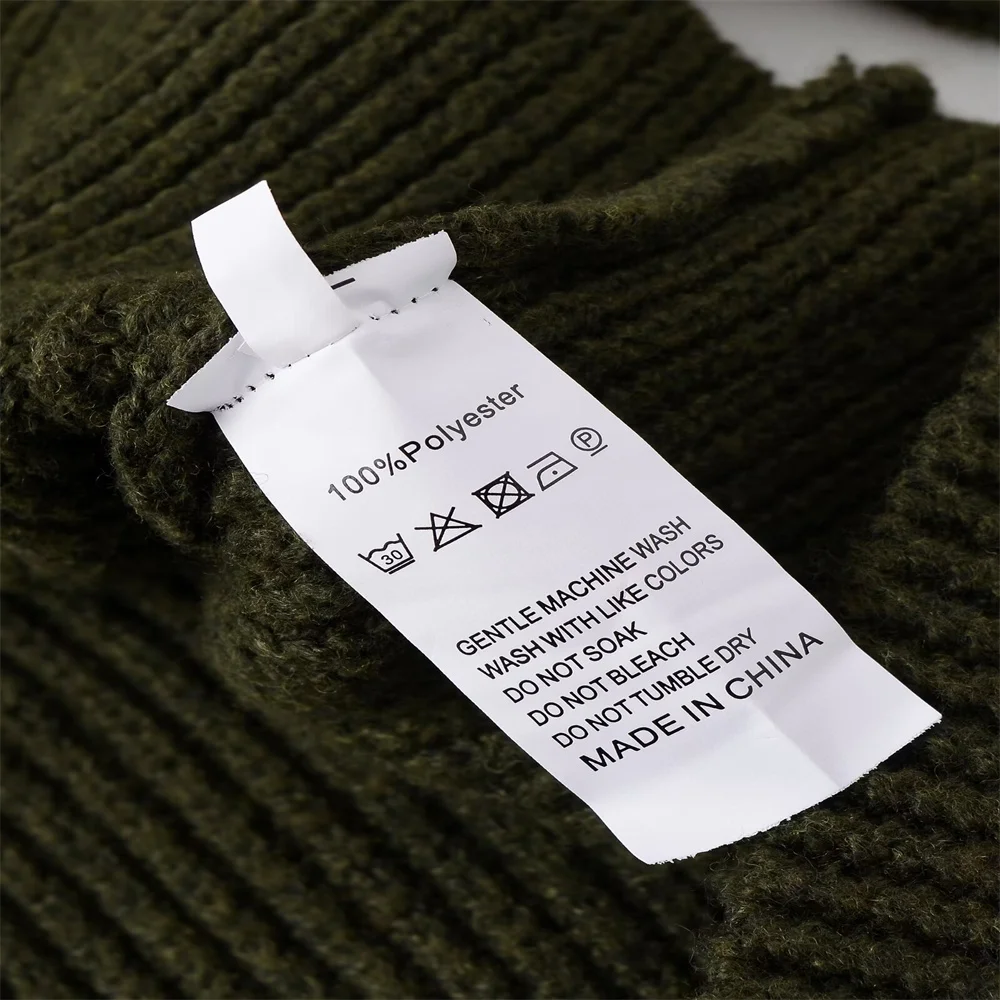 100%Polyester
30 P
GENTLE MACHINE WASH
WASH WITH LIKE COLORS
DO NOT SOAK
DO NOT BLEACH
DO NOT TUMBLE DRY
MADE IN CHINA